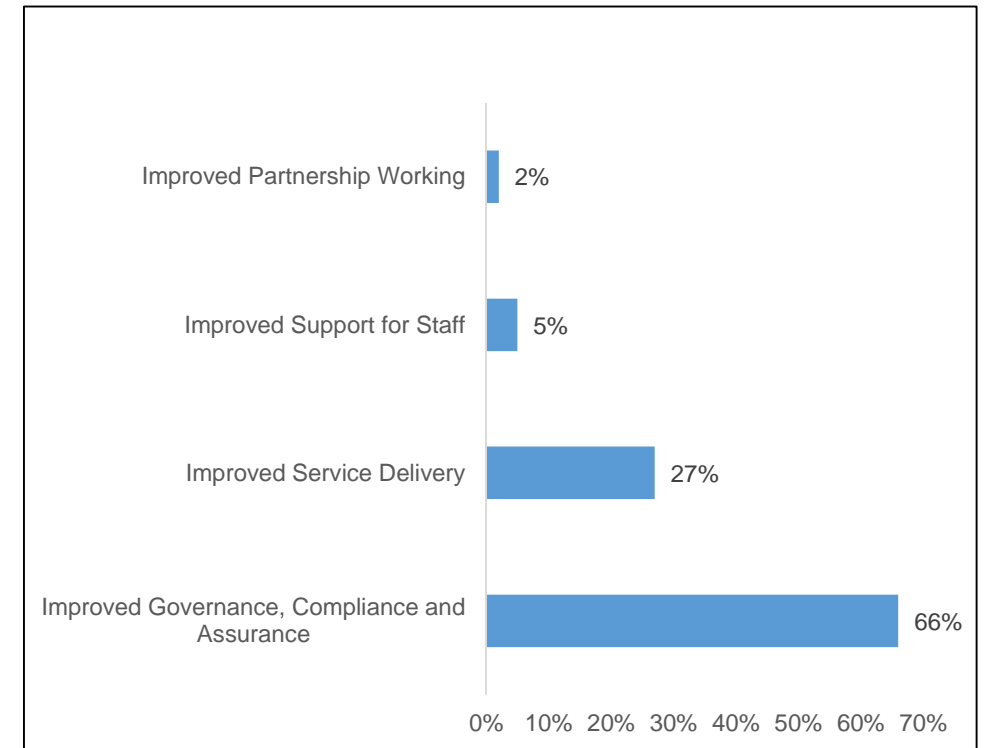 Improved Partnership Working 2%
Improved Support for Staff 5%
Improved Service Delivery 27%
Improved Governance, Compliance and
Assurance 66%
0% 10% 20% 30% 40% 50% 60% 70%